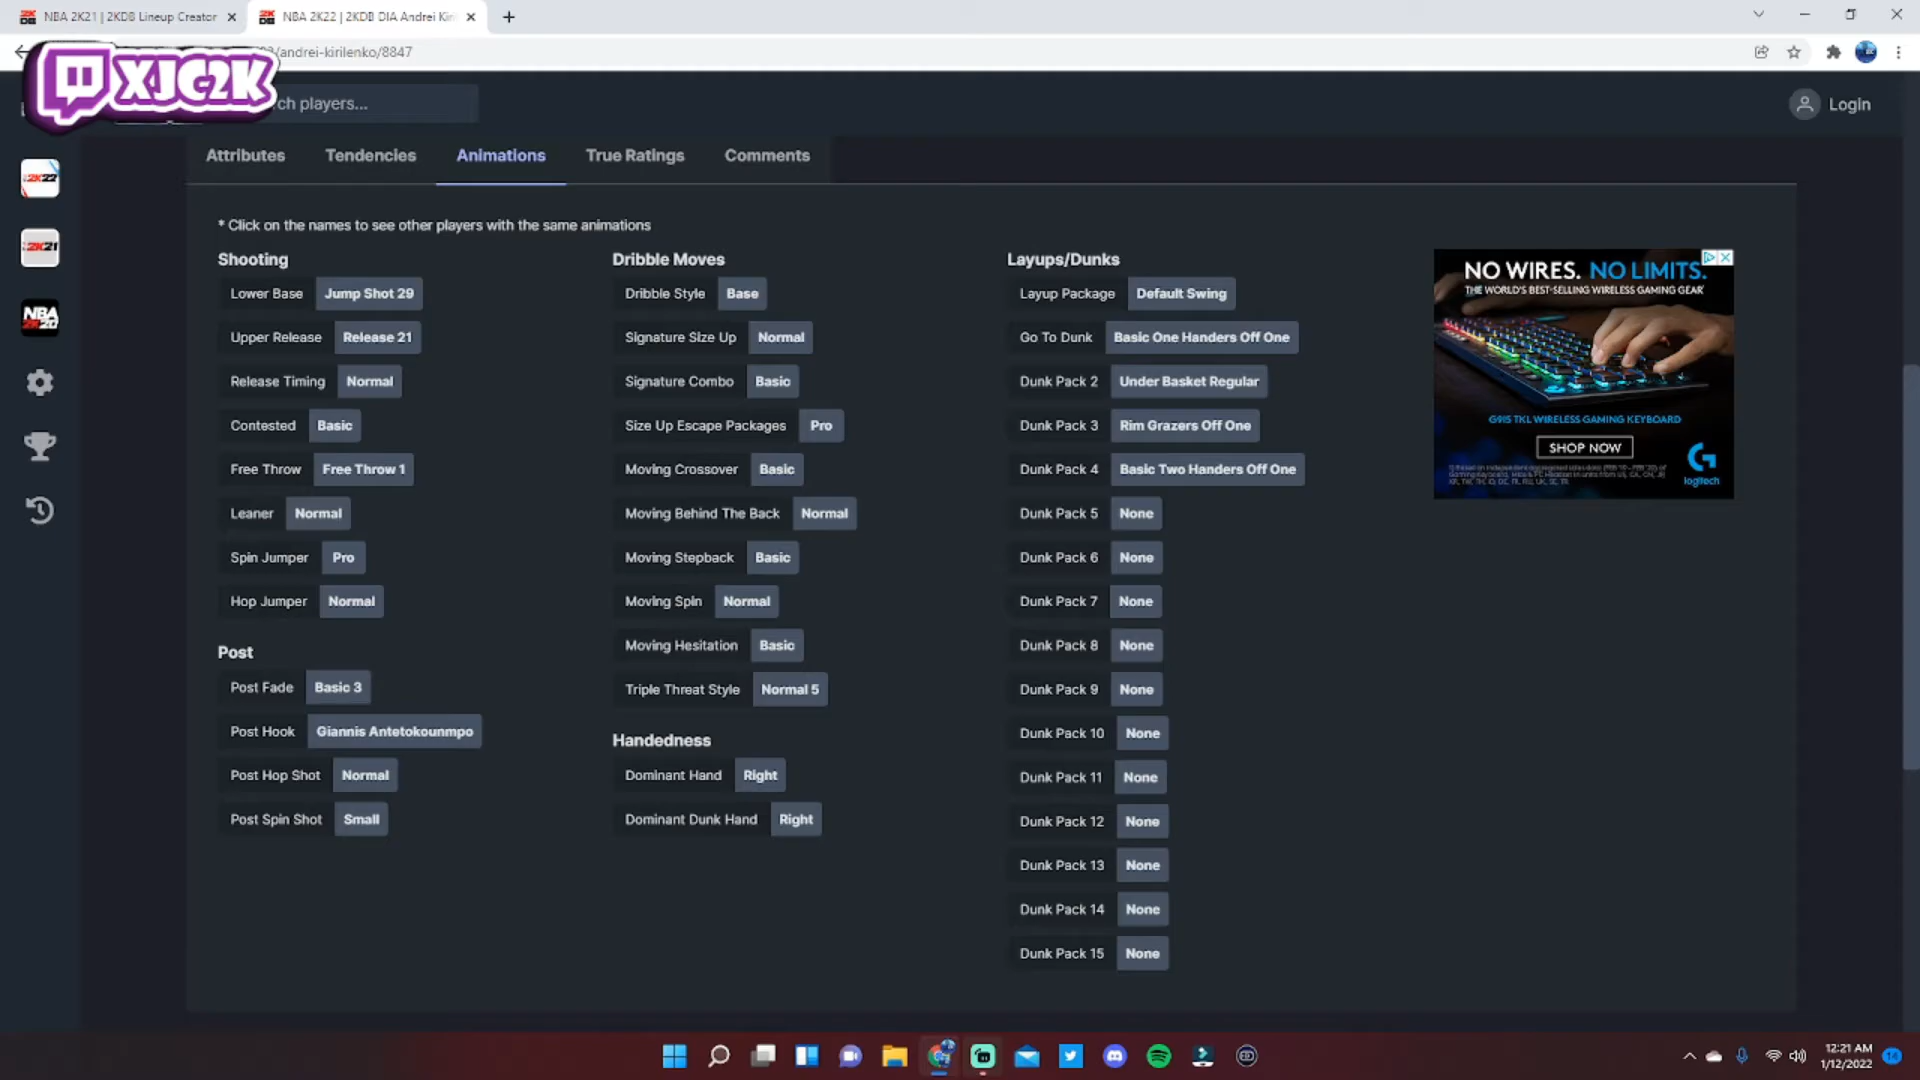 NBA 2K21 | 2KDB Lineup Creator
NBA 2K22 | 2KDB DIA Andrei Kiri
/andrei-kirilenko/8847
XJC2K
ch players...
Login
Attributes
Tendencies
Animations
True Ratings
Comments
2K22
2K21
NBA 2K20
* Click on the names to see other players with the same animations
Shooting
Lower Base Jump Shot 29
Upper Release Release 21
Release Timing Normal
Contested Basic
Free Throw Free Throw 1
Leaner Normal
Spin Jumper Pro
Hop Jumper Normal
Post
Post Fade Basic 3
Post Hook Giannis Antetokounmpo
Post Hop Shot Normal
Post Spin Shot Small
Dribble Moves
Dribble Style Base
Signature Size Up Normal
Signature Combo Basic
Size Up Escape Packages Pro
Moving Crossover Basic
Moving Behind The Back Normal
Moving Stepback Basic
Moving Spin Normal
Moving Hesitation Basic
Triple Threat Style Normal 5
Handedness
Dominant Hand Right
Dominant Dunk Hand Right
Layups/Dunks
Layup Package Default Swing
Go To Dunk Basic One Handers Off One
Dunk Pack 2 Under Basket Regular
Dunk Pack 3 Rim Grazers Off One
Dunk Pack 4 Basic Two Handers Off One
Dunk Pack 5 None
Dunk Pack 6 None
Dunk Pack 7 None
Dunk Pack 8 None
Dunk Pack 9 None
Dunk Pack 10 None
Dunk Pack 11 None
Dunk Pack 12 None
Dunk Pack 13 None
Dunk Pack 14 None
Dunk Pack 15 None
NO WIRES. NO LIMITS.
THE WORLD'S BEST-SELLING WIRELESS GAMING GEAR
G915 TKL WIRELESS GAMING KEYBOARD
SHOP NOW
logitech
12:21 AM
1/12/2022
14